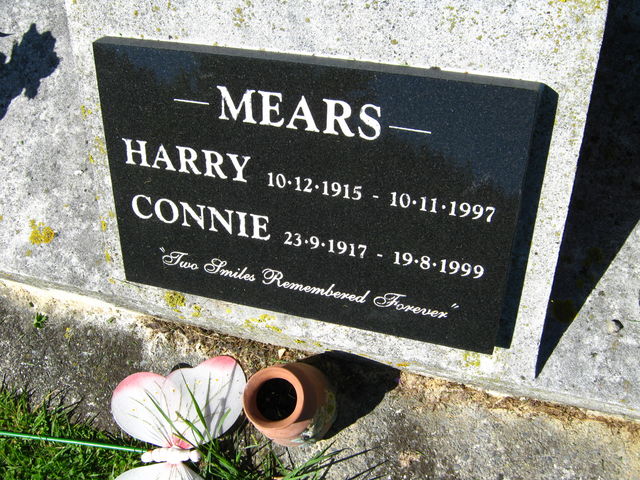 — MEARS —
HARRY 10·12·1915 - 10·11·1997
CONNIE 23·9·1917 - 19·8·1999
"Two Smiles Remembered Forever"